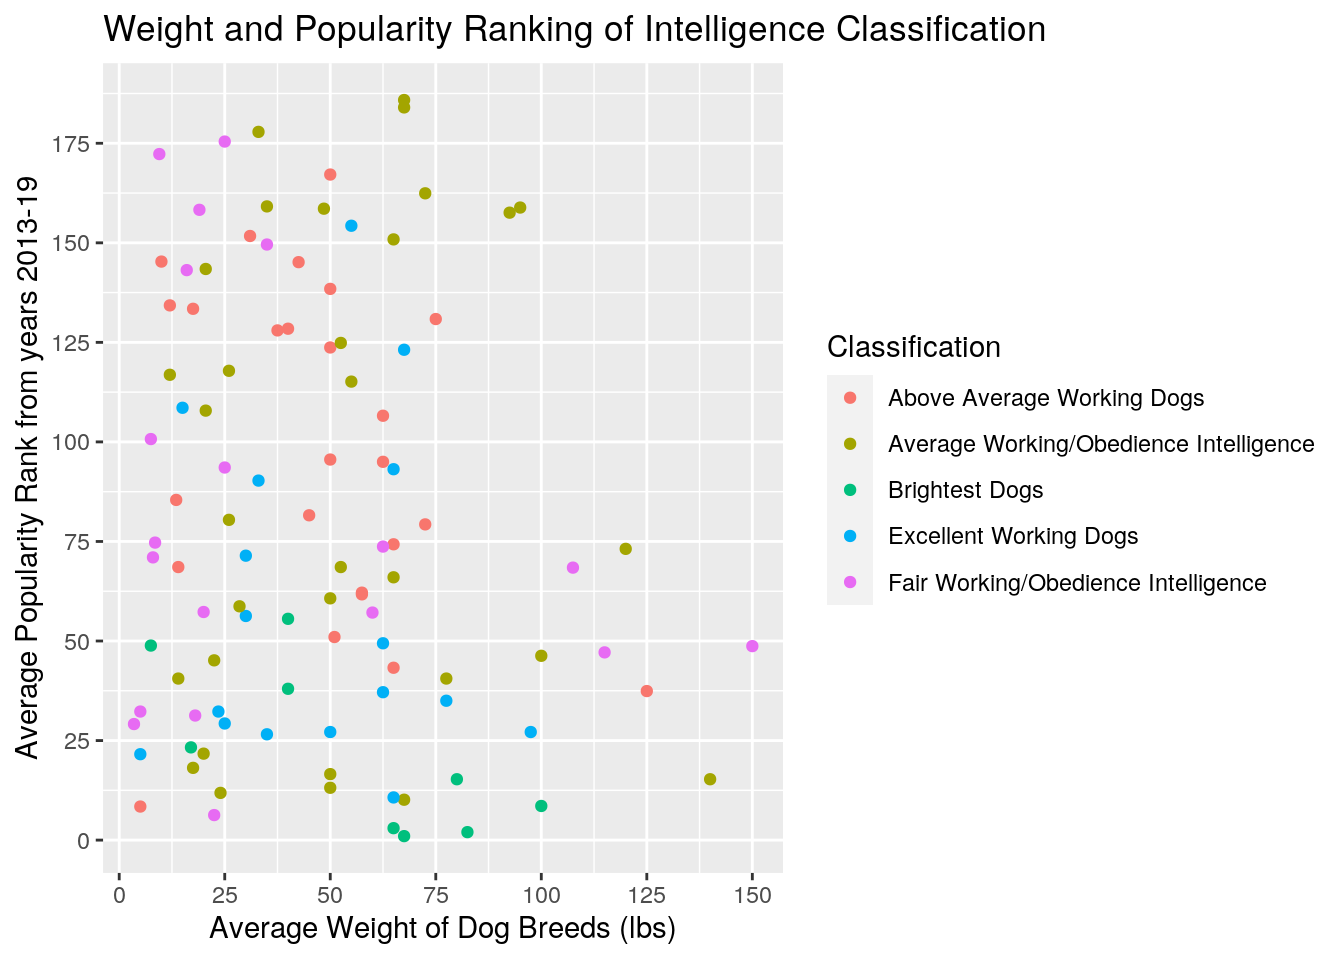 Weight and Popularity Ranking of Intelligence Classification
Average Popularity Rank from years 2013-19
175
150
125
100
75
50
25
0
0 25 50 75 100 125 150
Average Weight of Dog Breeds (lbs)
Classification
Above Average Working Dogs
Average Working/Obedience Intelligence
Brightest Dogs
Excellent Working Dogs
Fair Working/Obedience Intelligence